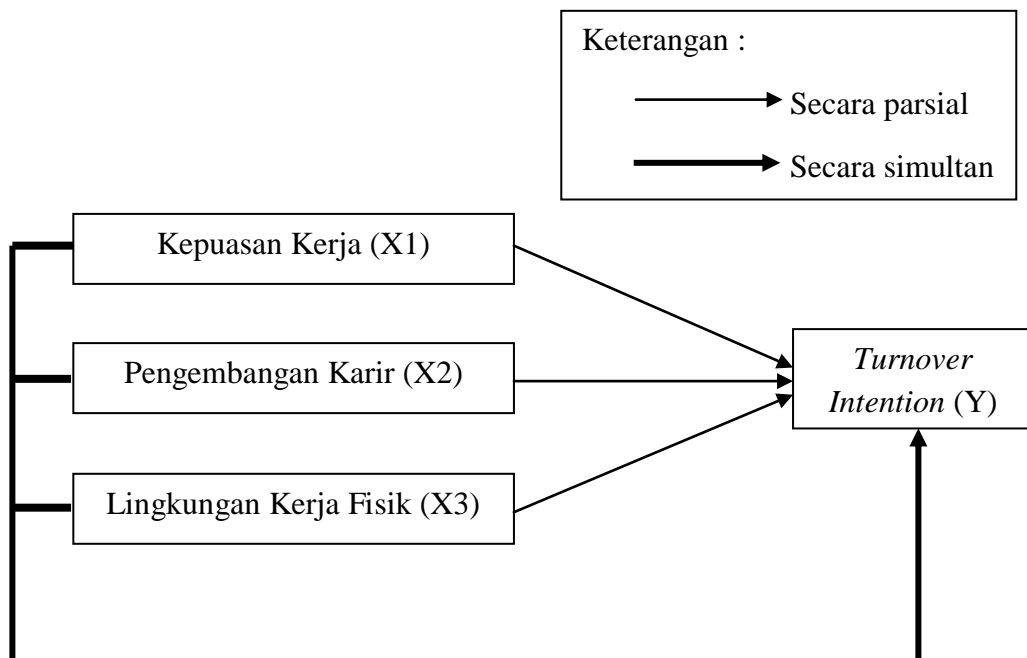 Keterangan :
Secara parsial
Secara simultan
Kepuasan Kerja (X1)
Pengembangan Karir (X2)
Lingkungan Kerja Fisik (X3)
Turnover
Intention (Y)